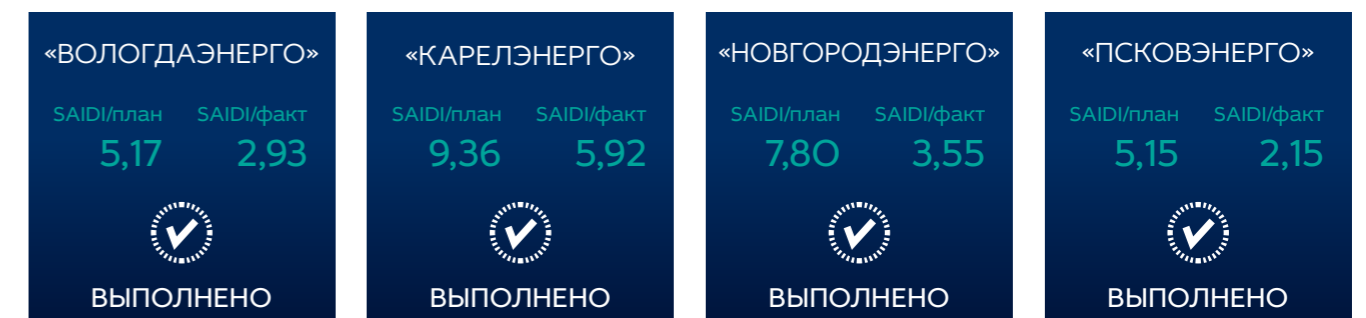 «ВОЛОГДАЭНЕРГО»
SAIDI/план SAIDI/факт
5,17 2,93
ВЫПОЛНЕНО
«КАРЕЛЭНЕРГО»
SAIDI/план SAIDI/факт
9,36 5,92
ВЫПОЛНЕНО
«НОВГОРОДЭНЕРГО»
SAIDI/план SAIDI/факт
7,80 3,55
ВЫПОЛНЕНО
«ПСКОВЭНЕРГО»
SAIDI/план SAIDI/факт
5,15 2,15
ВЫПОЛНЕНО